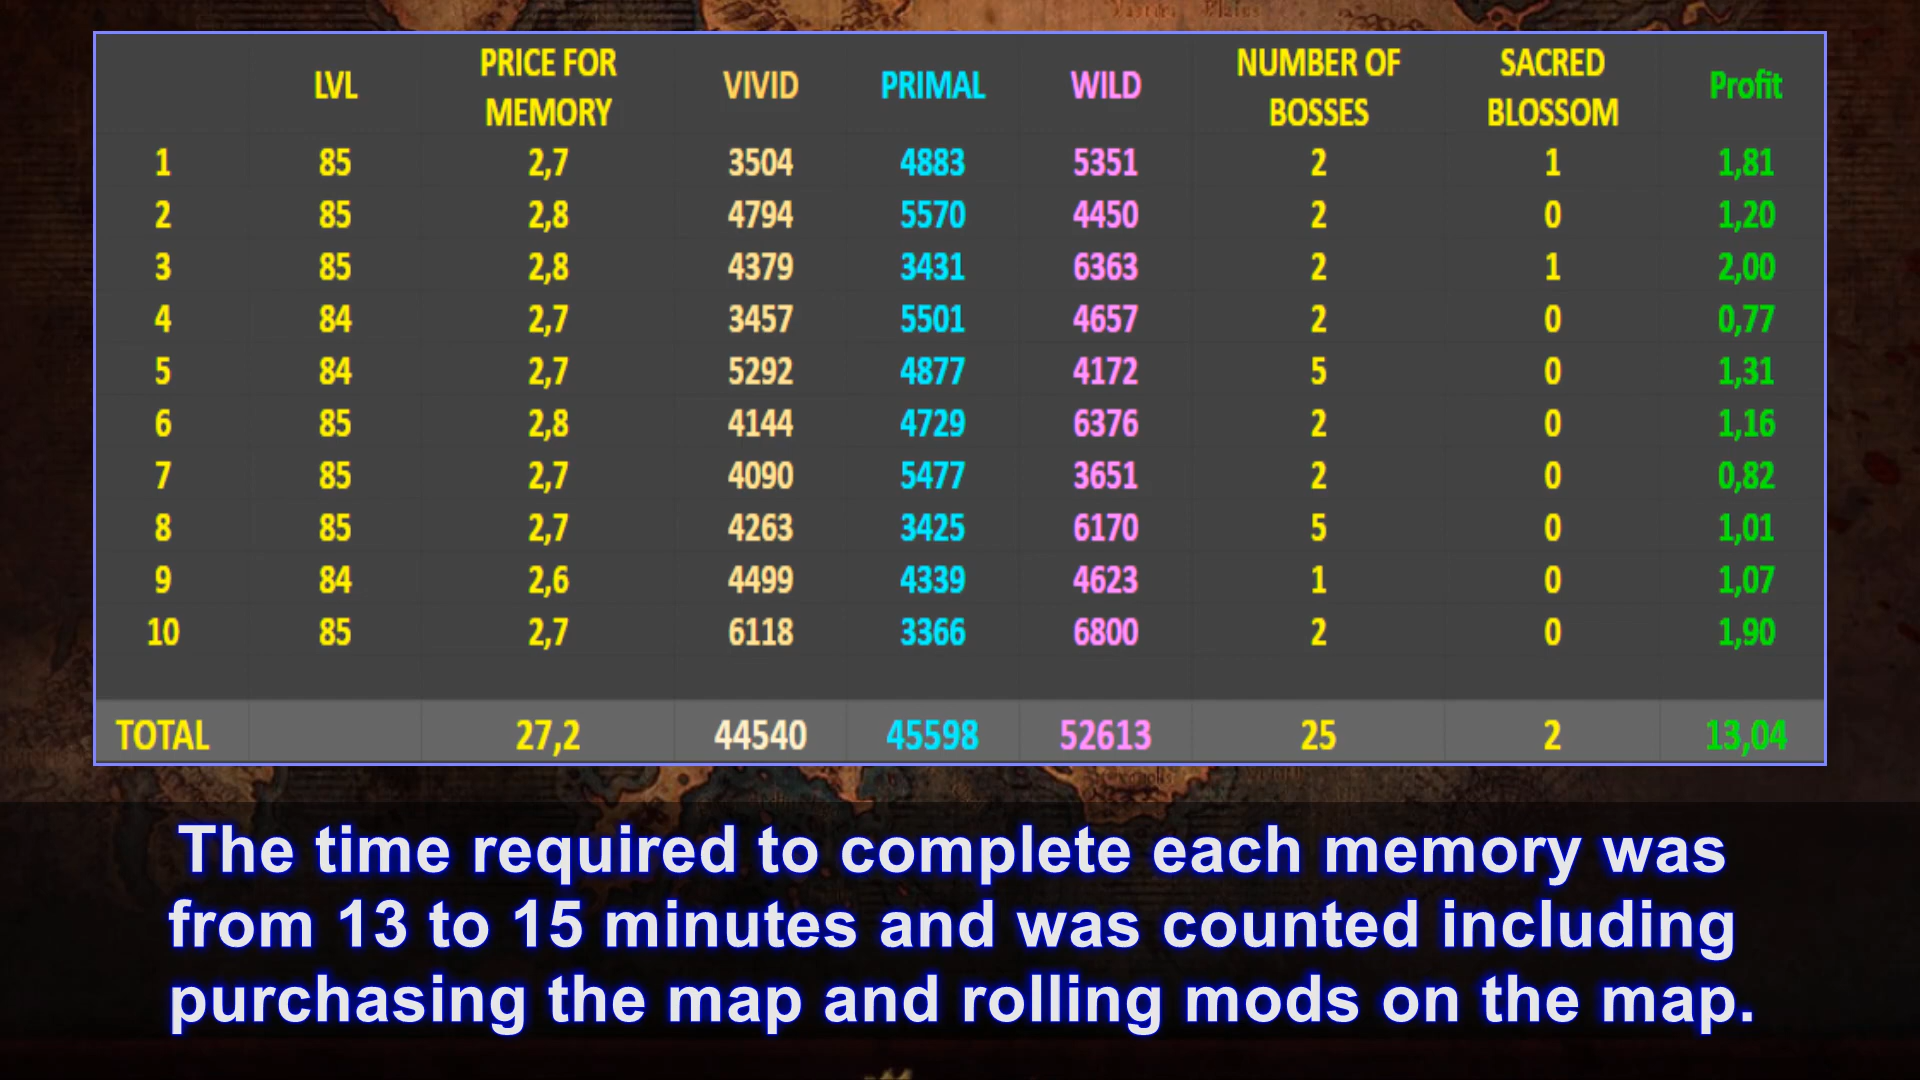 Vastira Plains
LVL PRICE FOR MEMORY VIVID PRIMAL WILD NUMBER OF BOSSES SACRED BLOSSOM Profit
1 85 2,7 3504 4883 5351 2 1 1,81
2 85 2,8 4794 5570 4450 2 0 1,20
3 85 2,8 4379 3431 6363 2 1 2,00
4 84 2,7 3457 5501 4657 2 0 0,77
5 84 2,7 5292 4877 4172 5 0 1,31
6 85 2,8 4144 4729 6376 2 0 1,16
7 85 2,7 4090 5477 3651 2 0 0,82
8 85 2,7 4263 3425 6170 5 0 1,01
9 84 2,6 4499 4339 4623 1 0 1,07
10 85 2,7 6118 3366 6800 2 0 1,90
TOTAL 27,2 44540 45598 52613 25 2 13,04
The time required to complete each memory was
from 13 to 15 minutes and was counted including
purchasing the map and rolling mods on the map.